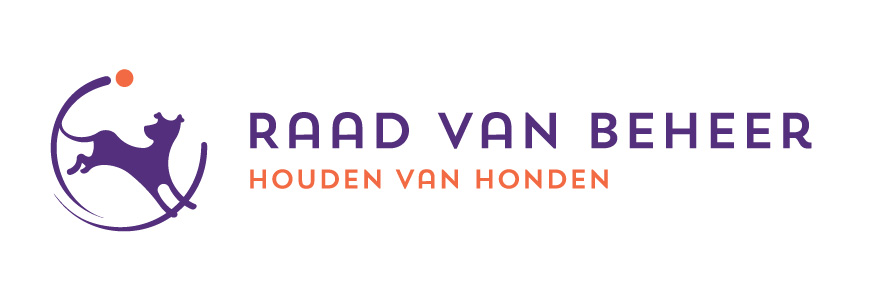 RAAD VAN BEHEER
HOUDEN VAN HONDEN